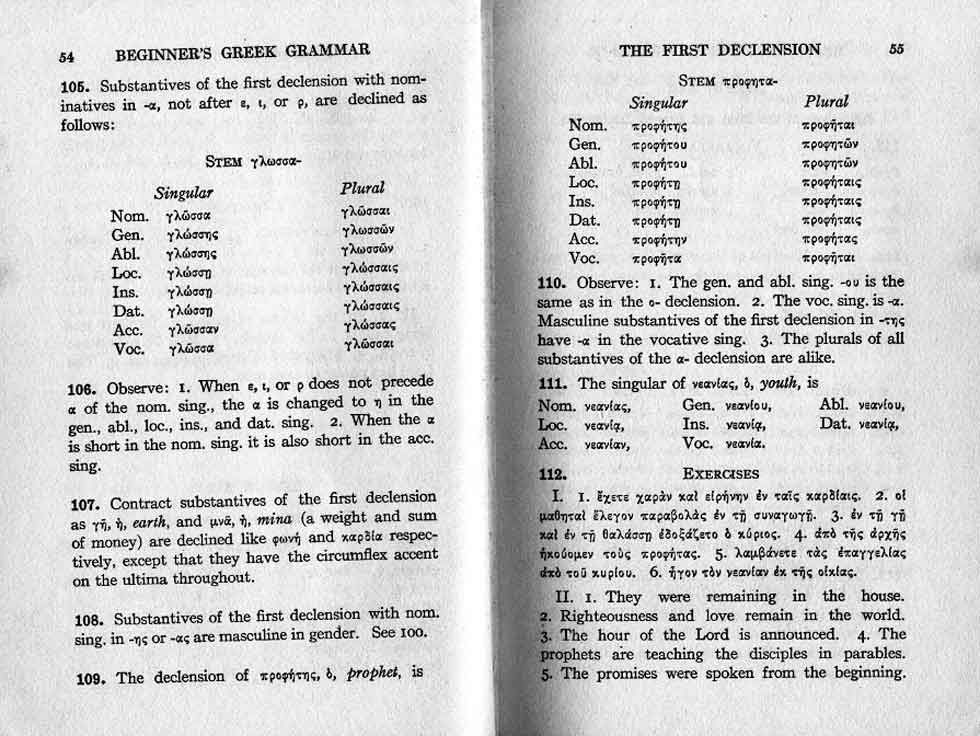 54 BEGINNER'S GREEK GRAMMAR
105. Substantives of the first declension with nom-
inatives in -α, not after ε, ι, or ρ, are declined as
follows:
STEM γλωσσα-
Singular Plural
Nom. γλῶσσα γλῶσσαι
Gen. γλώσσης γλωσσῶν
Abl. γλώσσης γλωσσῶν
Loc. γλώσσῃ γλώσσαις
Ins. γλώσσῃ γλώσσαις
Dat. γλώσσῃ γλώσσαις
Acc. γλῶσσαν γλώσσας
Voc. γλῶσσα γλῶσσαι
106. Observe: 1. When ε, ι, or ρ does not precede
α of the nom. sing., the α is changed to η in the
gen., abl., loc., ins., and dat. sing. 2. When the α
is short in the nom. sing. it is also short in the acc.
sing.
107. Contract substantives of the first declension
as γῆ, ἡ, earth, and μνᾶ, ἡ, mina (a weight and sum
of money) are declined like φωνή and καρδία respec-
tively, except that they have the circumflex accent
on the ultima throughout.
108. Substantives of the first declension with nom.
sing. in -ης or -ας are masculine in gender. See 100.
109. The declension of προφήτης, ὁ, prophet, is
THE FIRST DECLENSION 55
STEM προφητα-
Singular Plural
Nom. προφήτης προφῆται
Gen. προφήτου προφητῶν
Abl. προφήτου προφητῶν
Loc. προφήτῃ προφήταις
Ins. προφήτῃ προφήταις
Dat. προφήτῃ προφήταις
Acc. προφήτην προφήτας
Voc. προφῆτα προφῆται
110. Observe: 1. The gen. and abl. sing. -ου is the
same as in the ο- declension. 2. The voc. sing. is -α.
Masculine substantives of the first declension in -της
have -α in the vocative sing. 3. The plurals of all
substantives of the α- declension are alike.
111. The singular of νεανίας, ὁ, youth, is
Nom. νεανίας, Gen. νεανίου, Abl. νεανίου,
Loc. νεανίᾳ, Ins. νεανίᾳ, Dat. νεανίᾳ,
Acc. νεανίαν, Voc. νεανία.
112. EXERCISES
I. 1. ἔχετε χαρὰν καὶ εἰρήνην ἐν ταῖς καρδίαις. 2. οἱ
μαθηταὶ ἔλεγον παραβολὰς ἐν τῇ συναγωγῇ. 3. ἐν τῇ γῇ
καὶ ἐν τῇ θαλάσσῃ ἐδοξάζετο ὁ κύριος. 4. ἀπὸ τῆς ἀρχῆς
ἠκούομεν τοὺς προφήτας. 5. λαμβάνετε τὰς ἐπαγγελίας
ἀπὸ τοῦ κυρίου. 6. ἦγον τὸν νεανίαν ἐκ τῆς οἰκίας.
II. 1. They were remaining in the house.
2. Righteousness and love remain in the world.
3. The hour of the Lord is announced. 4. The
prophets are teaching the disciples in parables.
5. The promises were spoken from the beginning.